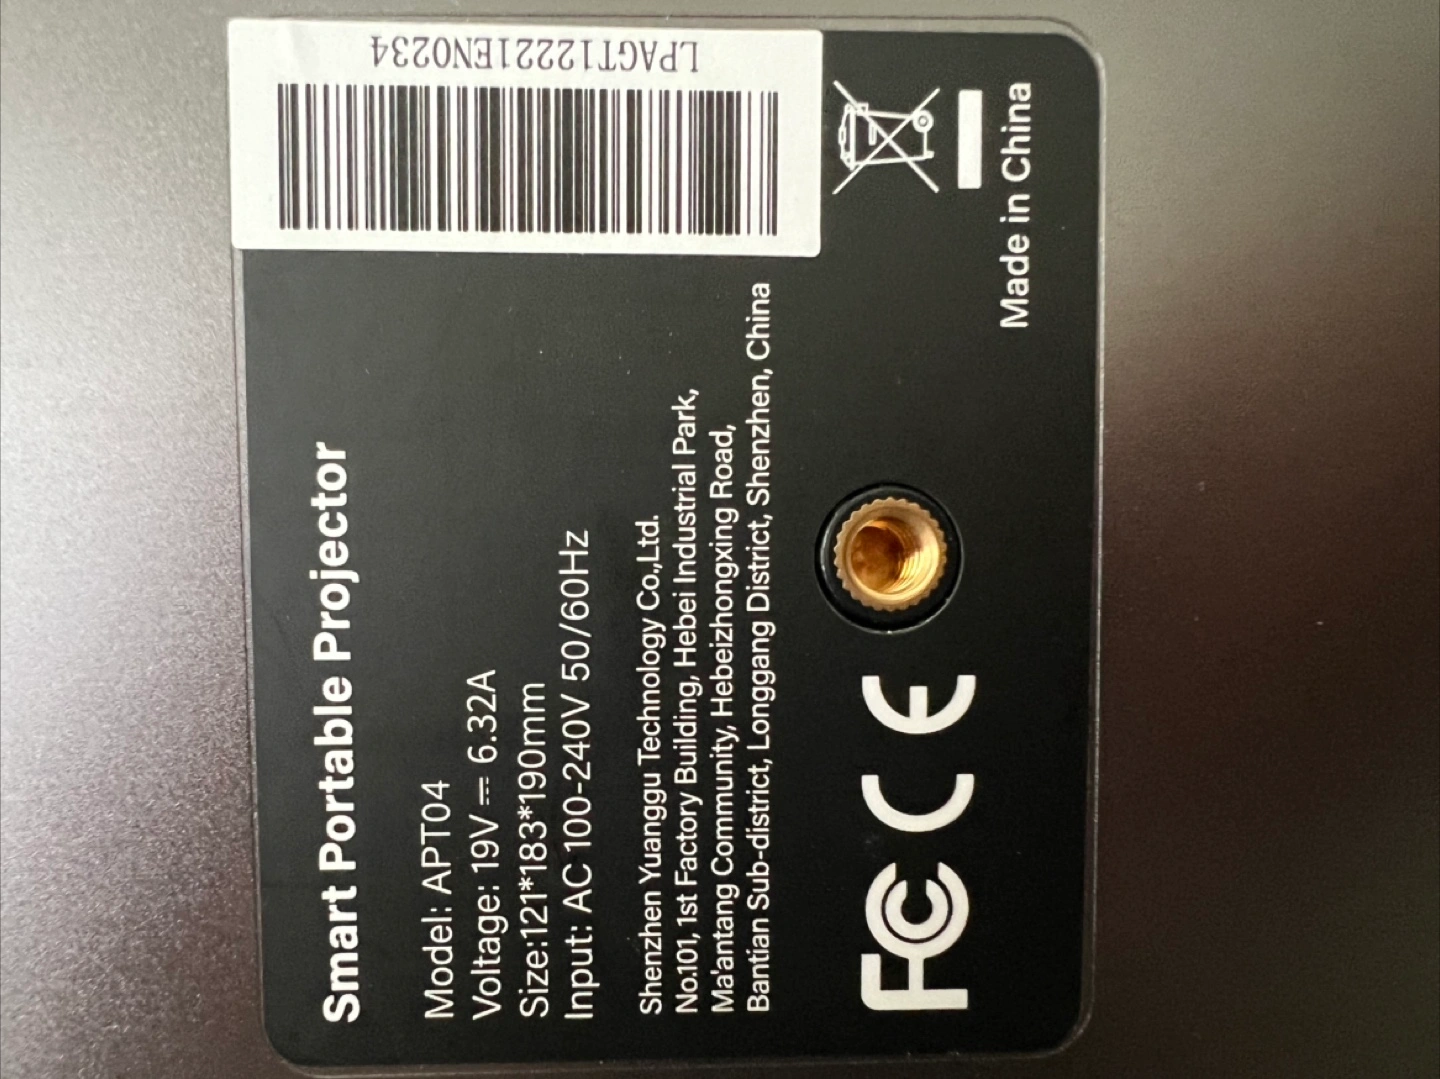 Smart Portable Projector
Model: APT04
Voltage: 19V ⎓ 6.32A
Size:121*183*190mm
Input: AC 100-240V 50/60Hz
Shenzhen Yuanggu Technology Co.,Ltd.
No.101, 1st Factory Building, Hebei Industrial Park,
Ma'antang Community, Hebeizhongxing Road,
Bantian Sub-district, Longgang District, Shenzhen, China
FC CE
Made in China
LPAGT12221EN0234